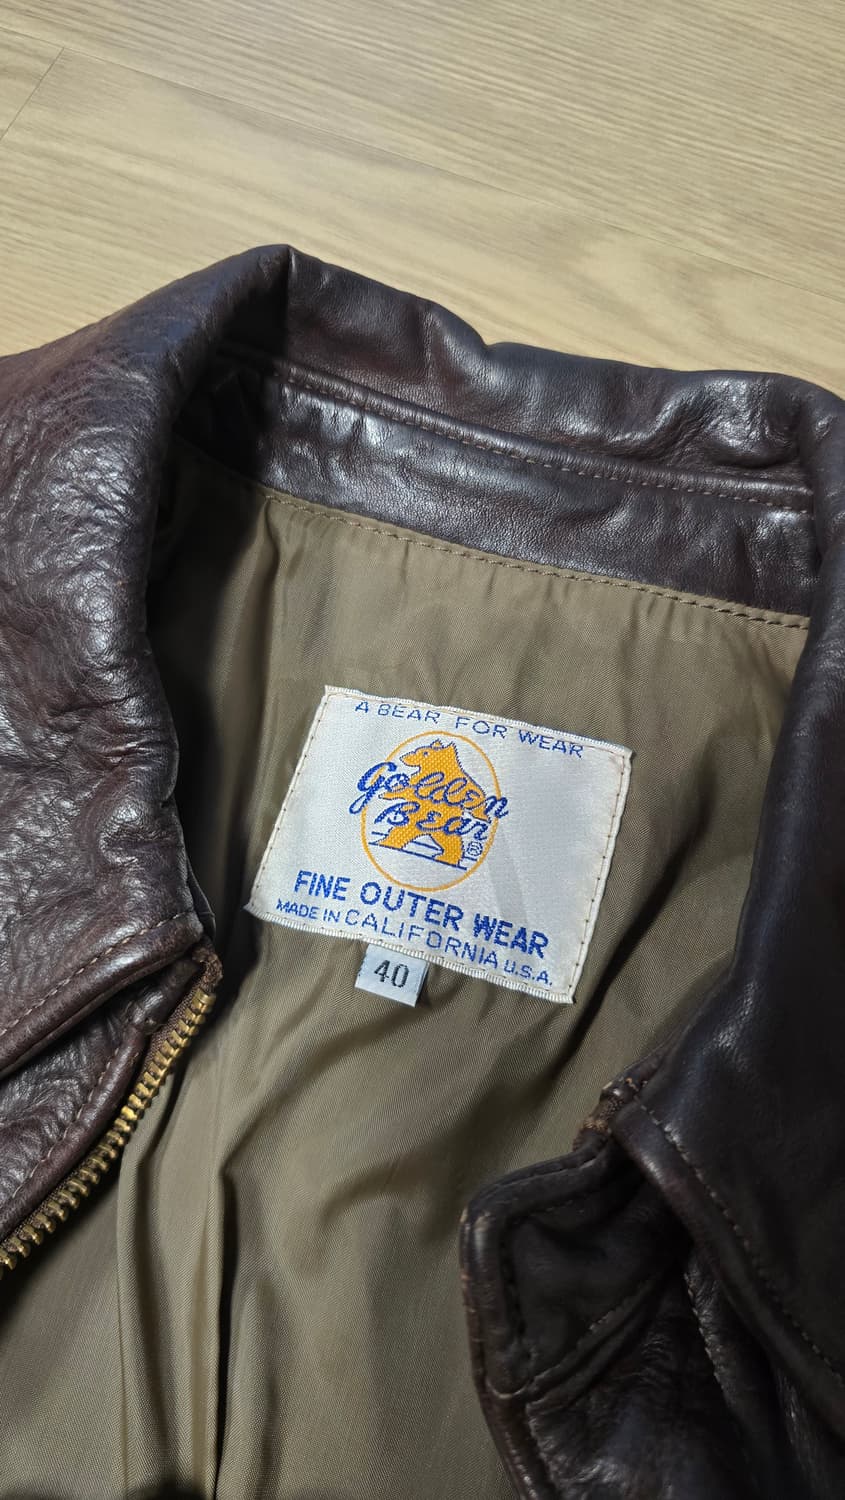 A BEAR FOR WEAR
Golden
Bear
®
FINE OUTER WEAR
MADE IN CALIFORNIA U.S.A.
40